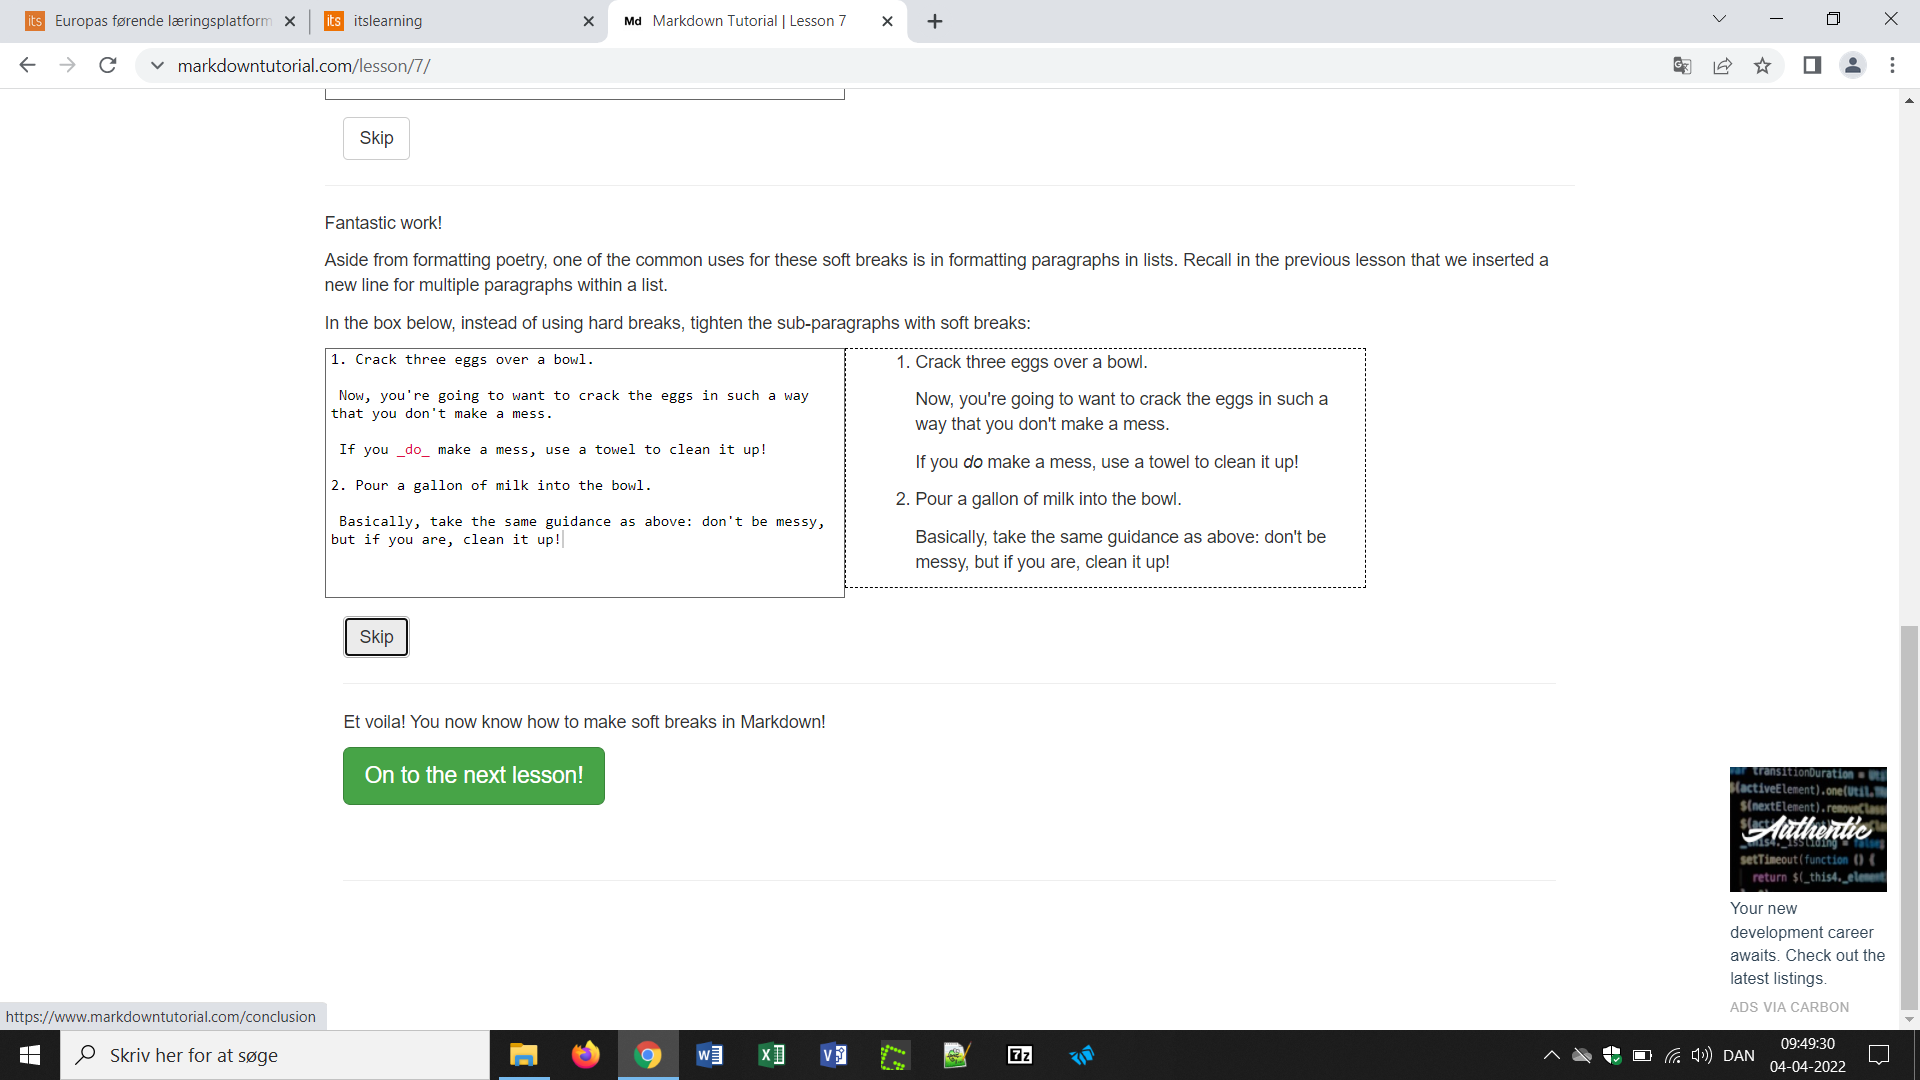 Europas førende læringsplatform
itslearning
Markdown Tutorial | Lesson 7
markdowntutorial.com/lesson/7/
Skip
Fantastic work!
Aside from formatting poetry, one of the common uses for these soft breaks is in formatting paragraphs in lists. Recall in the previous lesson that we inserted a
new line for multiple paragraphs within a list.
In the box below, instead of using hard breaks, tighten the sub-paragraphs with soft breaks:
1. Crack three eggs over a bowl.
Now, you're going to want to crack the eggs in such a way
that you don't make a mess.
If you _do_ make a mess, use a towel to clean it up!
2. Pour a gallon of milk into the bowl.
Basically, take the same guidance as above: don't be messy,
but if you are, clean it up!
1. Crack three eggs over a bowl.
Now, you're going to want to crack the eggs in such a
way that you don't make a mess.
If you do make a mess, use a towel to clean it up!
2. Pour a gallon of milk into the bowl.
Basically, take the same guidance as above: don't be
messy, but if you are, clean it up!
Skip
Et voila! You now know how to make soft breaks in Markdown!
On to the next lesson!
var transitionDuration =
$(activeElement).one(
$(nextElement).
Authentic
setTimeout(function () {
return $(_this4._element
Your new
development career
awaits. Check out the
latest listings.
ADS VIA CARBON
https://www.markdowntutorial.com/conclusion
Skriv her for at søge
DAN
09:49:30
04-04-2022